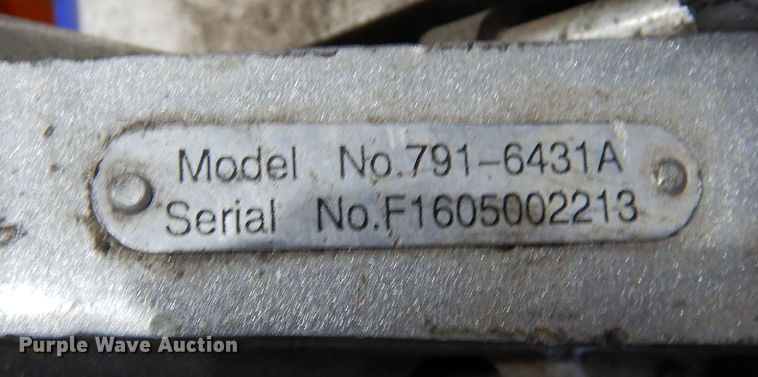 Model No.791-6431A
Serial No.F1605002213
Purple Wave Auction